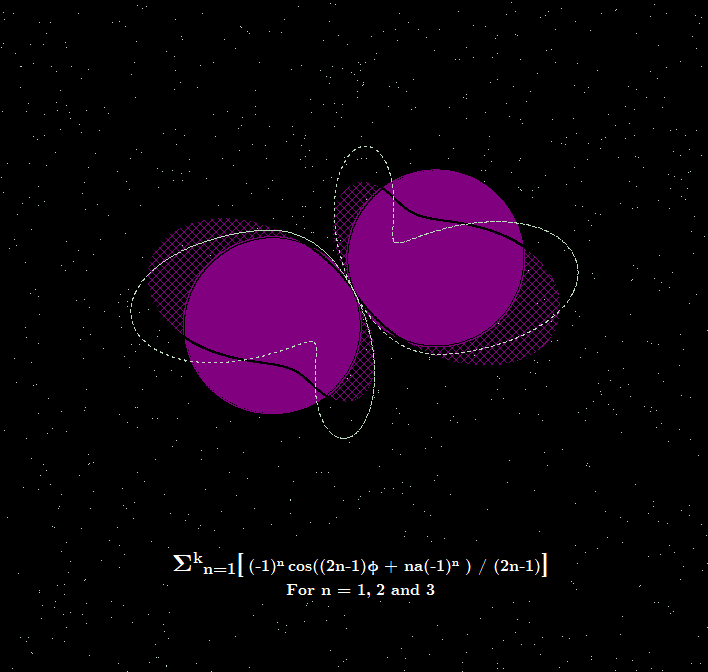 Σᵏₙ₌₁[ (-1)ⁿ cos((2n-1)ϕ + na(-1)ⁿ ) / (2n-1)]
For n = 1, 2 and 3